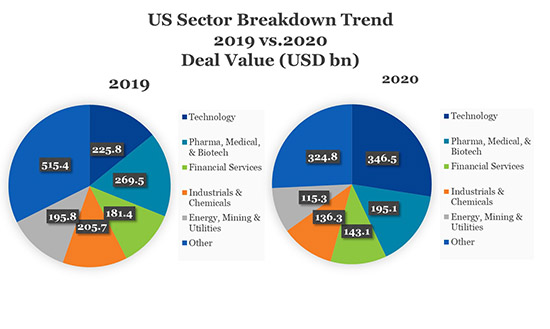 US Sector Breakdown Trend
2019 vs.2020
Deal Value (USD bn)
2019
225.8
269.5
181.4
205.7
195.8
515.4
Technology
Pharma, Medical,
& Biotech
Financial Services
Industrials &
Chemicals
Energy, Mining &
Utilities
Other
2020
346.5
195.1
143.1
136.3
115.3
324.8
Technology
Pharma, Medical,
& Biotech
Financial Services
Industrials &
Chemicals
Energy, Mining &
Utilities
Other